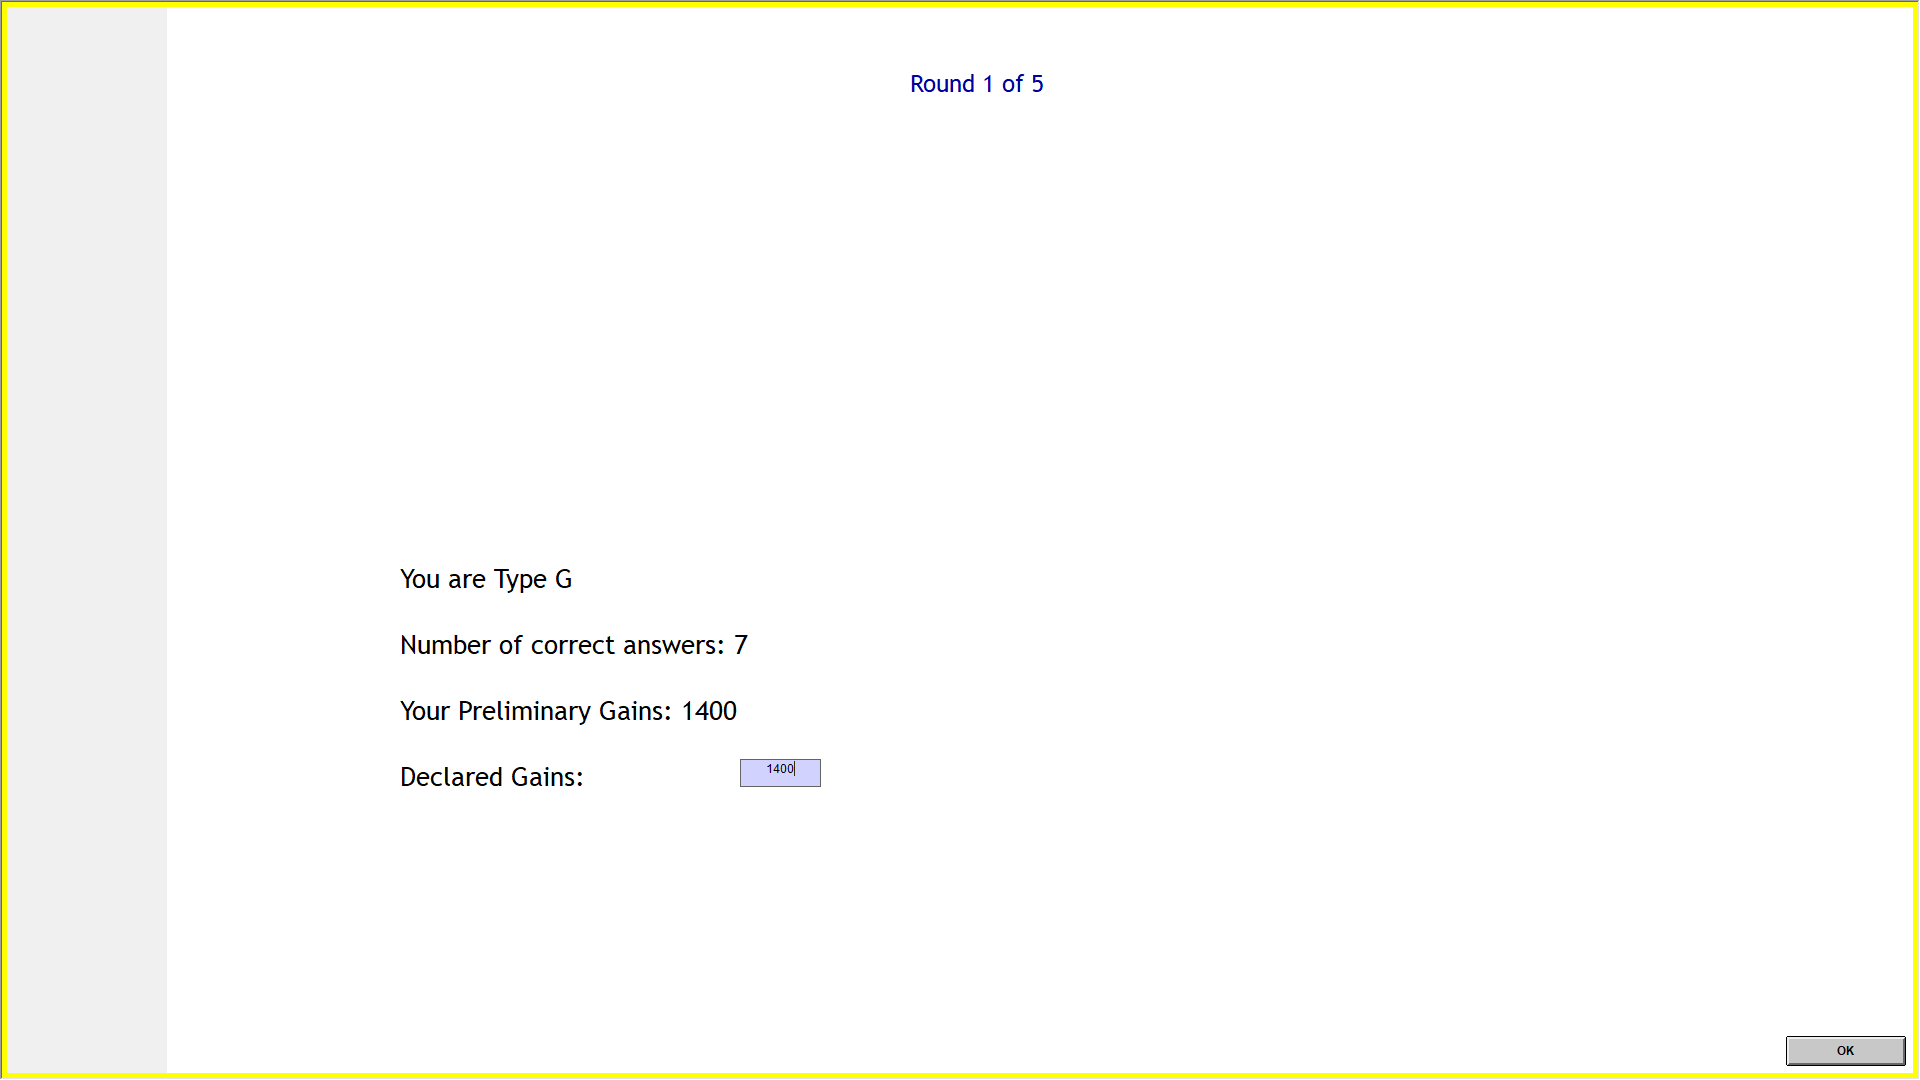 Round 1 of 5
You are Type G
Number of correct answers: 7
Your Preliminary Gains: 1400
Declared Gains: 1400
OK